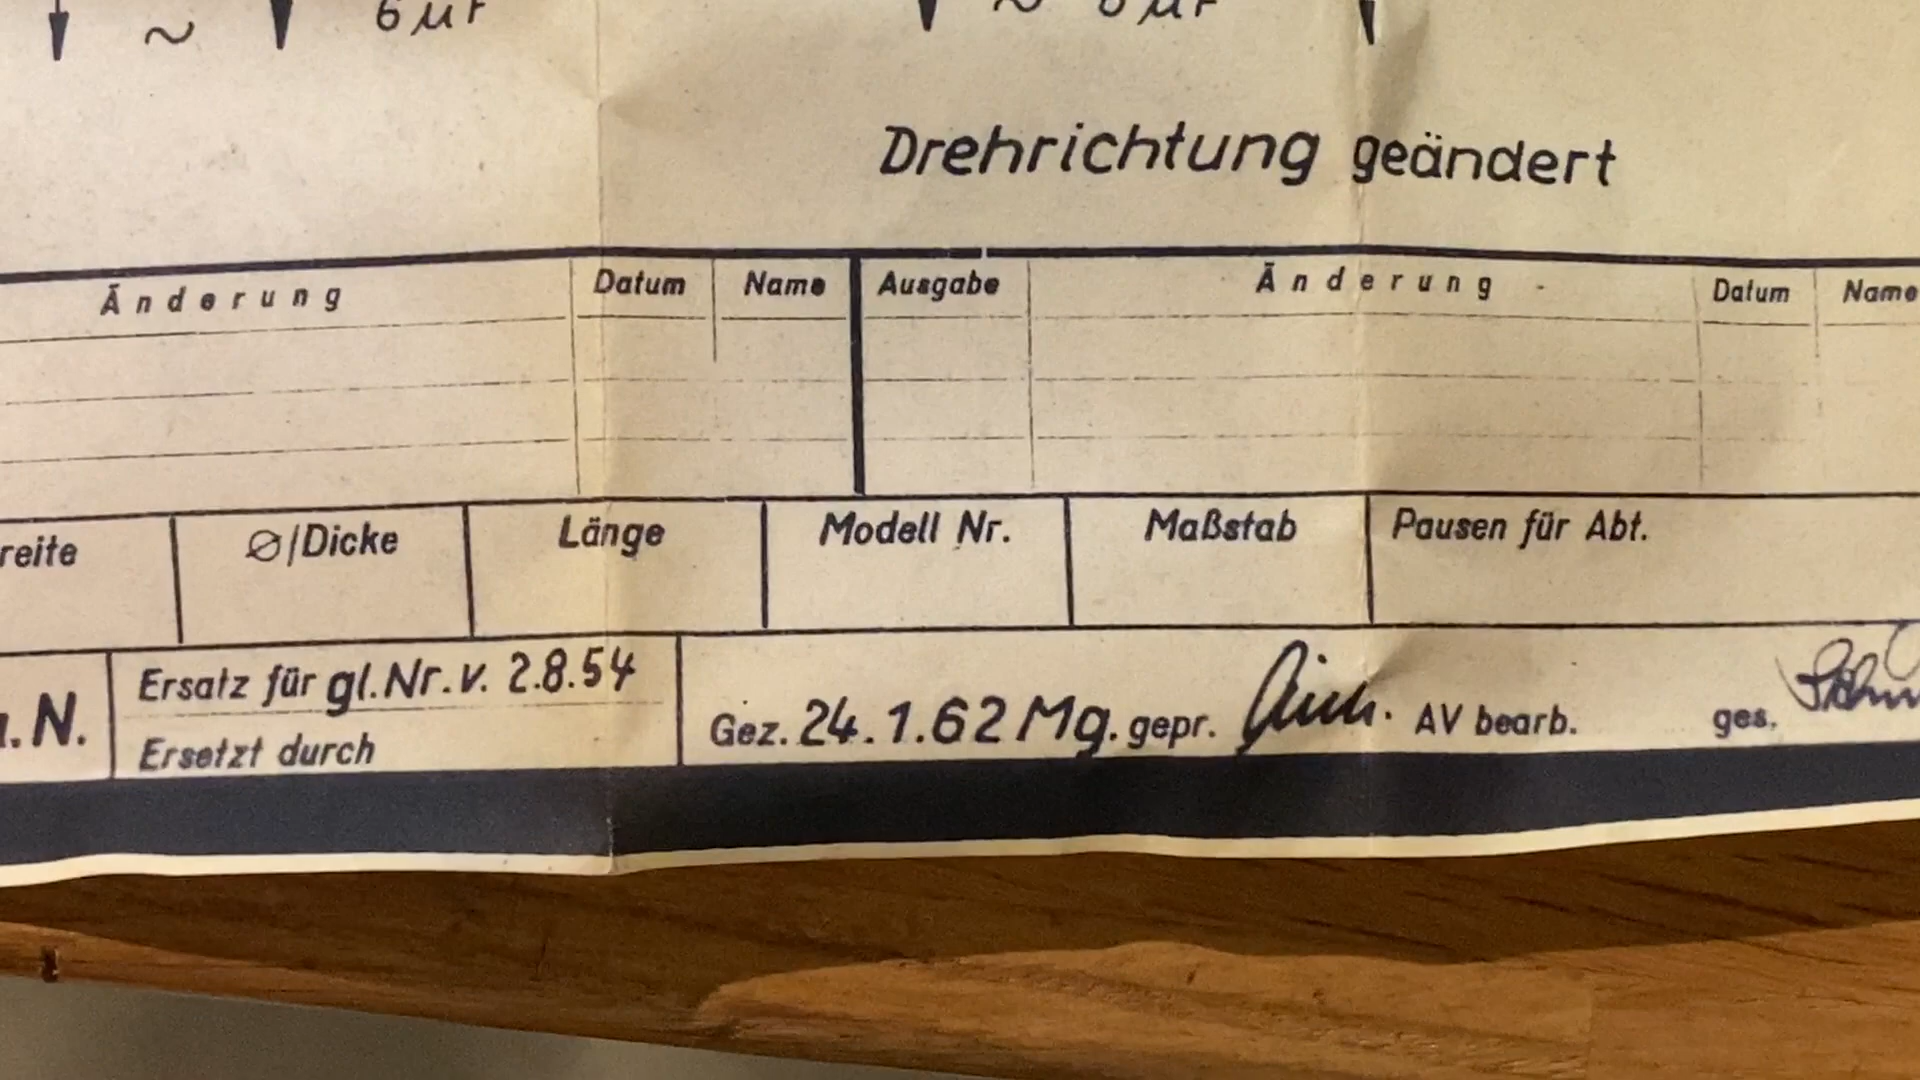 ~ 6µF ~ 6µF
Drehrichtung geändert
Änderung Datum Name Ausgabe Änderung Datum Name
reite Ø/Dicke Länge Modell Nr. Maßstab Pausen für Abt.
.N. Ersatz für gl.Nr.v. 2.8.54
Ersetzt durch
Gez. 24.1.62 Mg. gepr. AV bearb. ges.